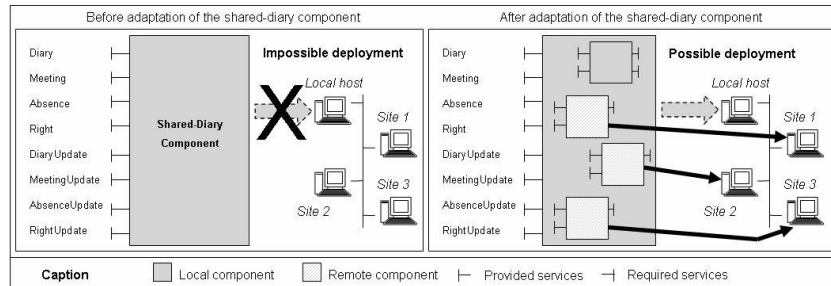 Before adaptation of the shared-diary component
Diary
Meeting
Absence
Right
DiaryUpdate
MeetingUpdate
AbsenceUpdate
RightUpdate
Shared-Diary
Component
Impossible deployment
Local host
Site 1
Site 3
Site 2
After adaptation of the shared-diary component
Diary
Meeting
Absence
Right
DiaryUpdate
MeetingUpdate
AbsenceUpdate
RightUpdate
Possible deployment
Local host
Site 1
Site 3
Site 2
Caption
Local component
Remote component
Provided services
Required services